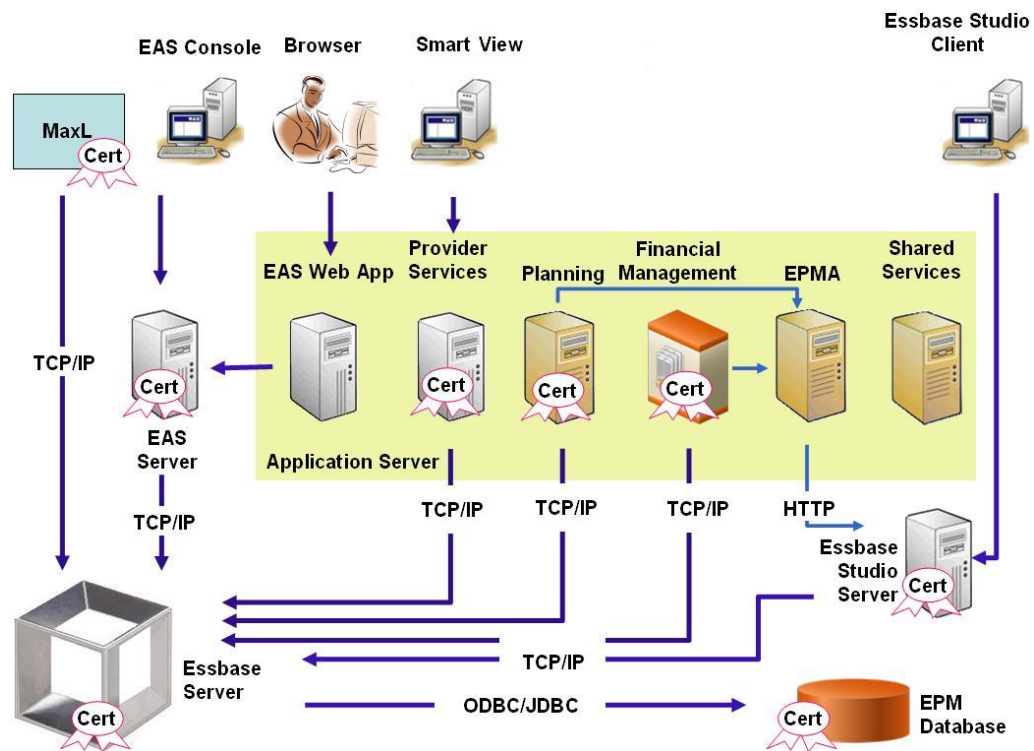 Essbase Studio
Client
EAS Console
Browser
Smart View
MaxL
Cert
EAS Web App
Provider
Services
Planning
Financial
Management
EPMA
Shared
Services
TCP/IP
Cert
Cert
Cert
Cert
EAS
Server
Application Server
TCP/IP
TCP/IP
TCP/IP
TCP/IP
HTTP
Essbase
Studio
Server
Cert
Essbase
Server
TCP/IP
Cert
ODBC/JDBC
Cert
EPM
Database